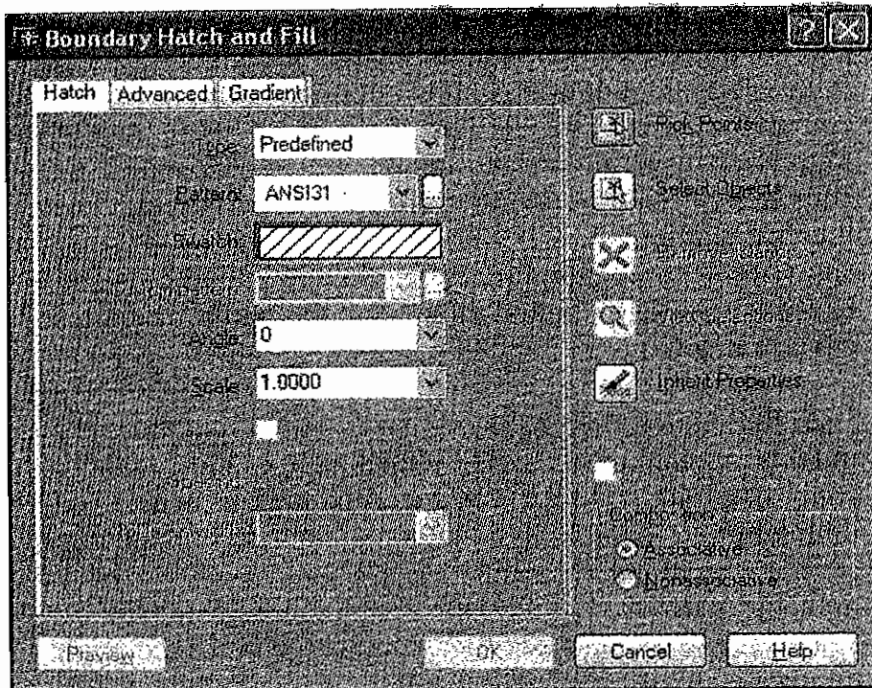 Boundary Hatch and Fill
Hatch Advanced Gradient
Type: Predefined
Pattern: ANSI31 ...
Swatch:
...
Angle: 0
Scale: 1.0000
Pick Points
Select Objects
Inherit Properties
Composition
Associative
Nonassociative
Preview OK Cancel Help